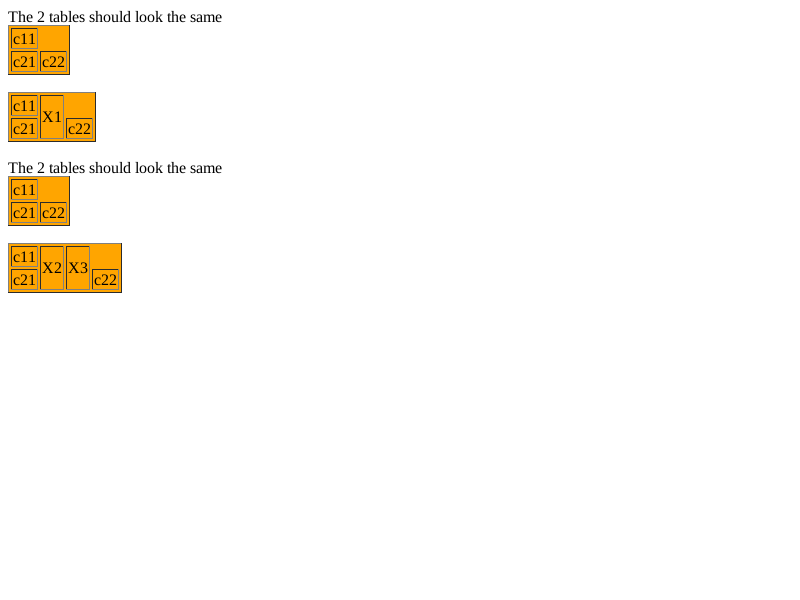 The 2 tables should look the same
c11
c21 c22
c11 X1
c21 c22
The 2 tables should look the same
c11
c21 c22
c11 X2 X3
c21 c22